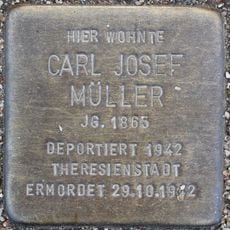 HIER WOHNTE
CARL JOSEF
MÜLLER
JG. 1865
DEPORTIERT 1942
THERESIENSTADT
ERMORDET 29.10.1942